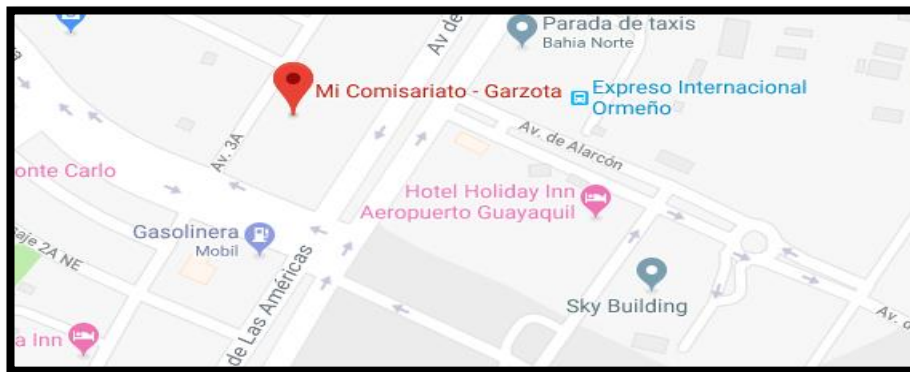 Av de
Parada de taxis
Bahia Norte
Mi Comisariato - Garzota
Expreso Internacional
Ormeño
Av. de Alarcón
Av. 3A
onte Carlo
Hotel Holiday Inn
Aeropuerto Guayaquil
Gasolinera
Mobil
saje 2A NE
de Las Américas
Sky Building
a Inn
Av. d